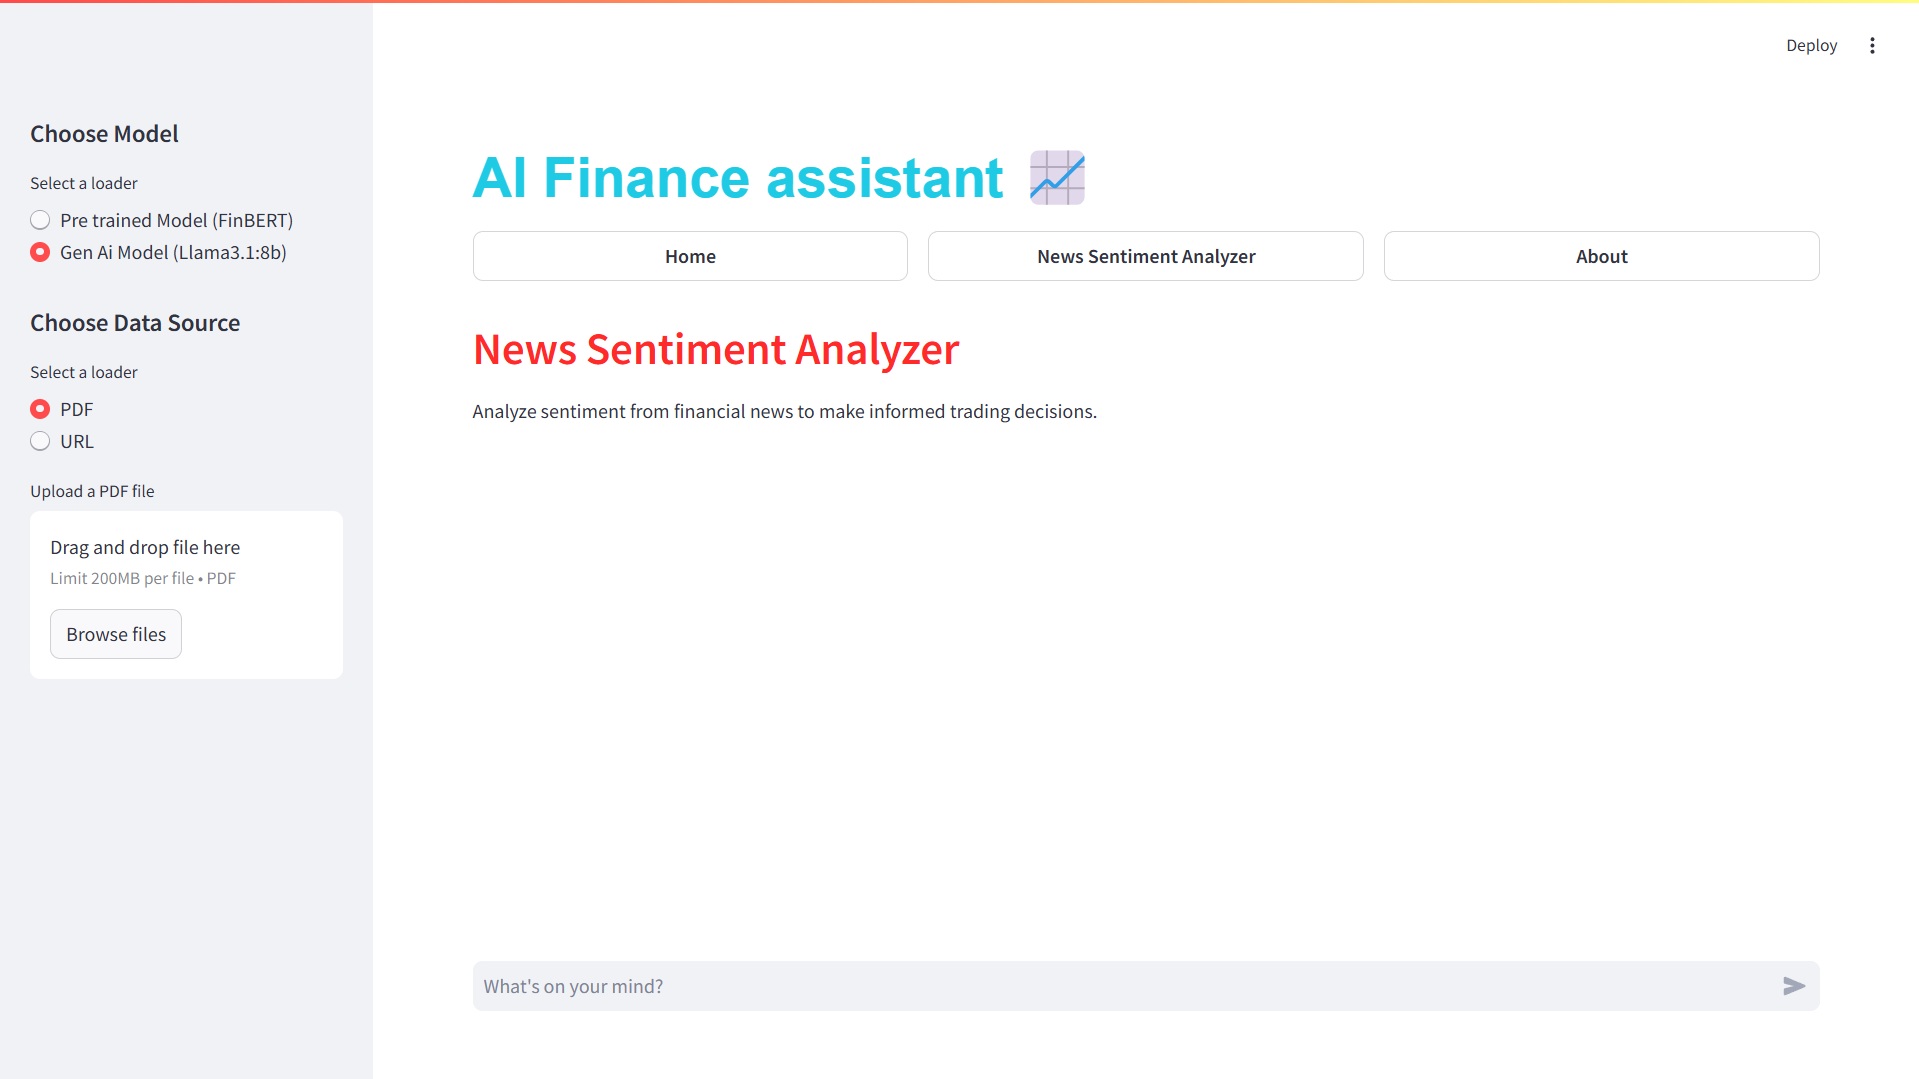 Deploy
Choose Model
Select a loader
Pre trained Model (FinBERT)
Gen Ai Model (Llama3.1:8b)
Choose Data Source
Select a loader
PDF
URL
Upload a PDF file
Drag and drop file here
Limit 200MB per file • PDF
Browse files
AI Finance assistant
Home
News Sentiment Analyzer
About
News Sentiment Analyzer
Analyze sentiment from financial news to make informed trading decisions.
What's on your mind?